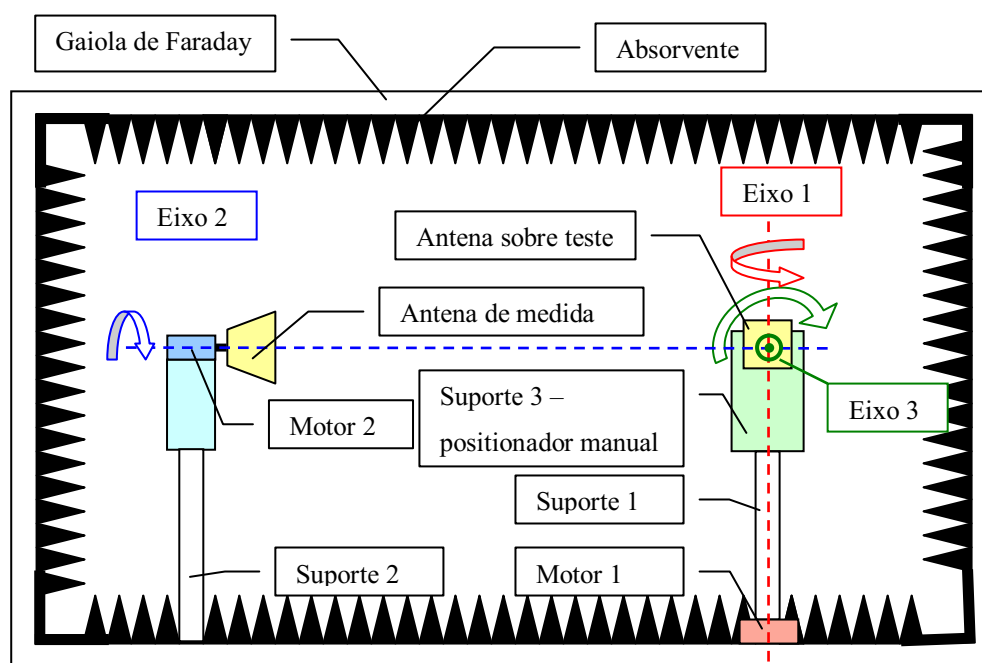 Gaiola de Faraday
Absorvente
Eixo 2
Eixo 1
Antena sobre teste
Antena de medida
Motor 2
Suporte 3 –
positionador manual
Eixo 3
Suporte 1
Suporte 2
Motor 1